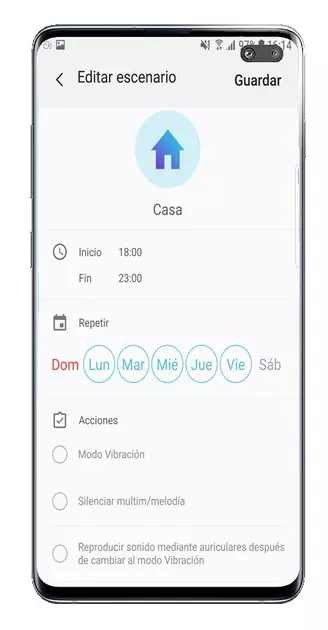 97% 16:14
Editar escenario
Guardar
Casa
Inicio 18:00
Fin 23:00
Repetir
Dom Lun Mar Mié Jue Vie Sáb
Acciones
Modo Vibración
Silenciar multim/melodía
Reproducir sonido mediante auriculares después
de cambiar al modo Vibración